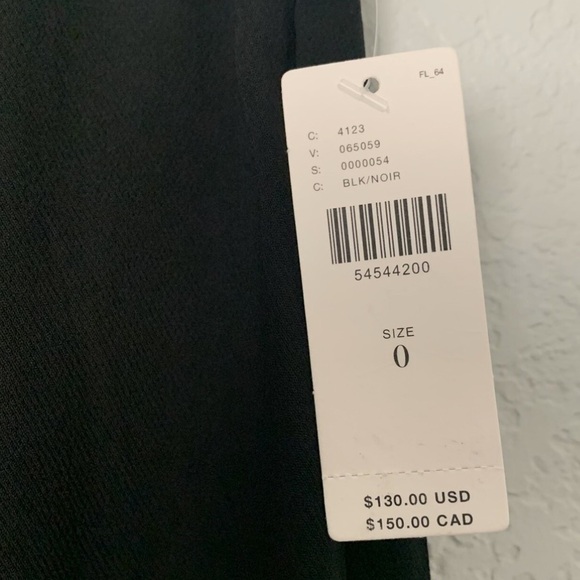 FL_64
C: 4123
V: 065059
S: 0000054
C: BLK/NOIR
54544200
SIZE
0
$130.00 USD
$150.00 CAD